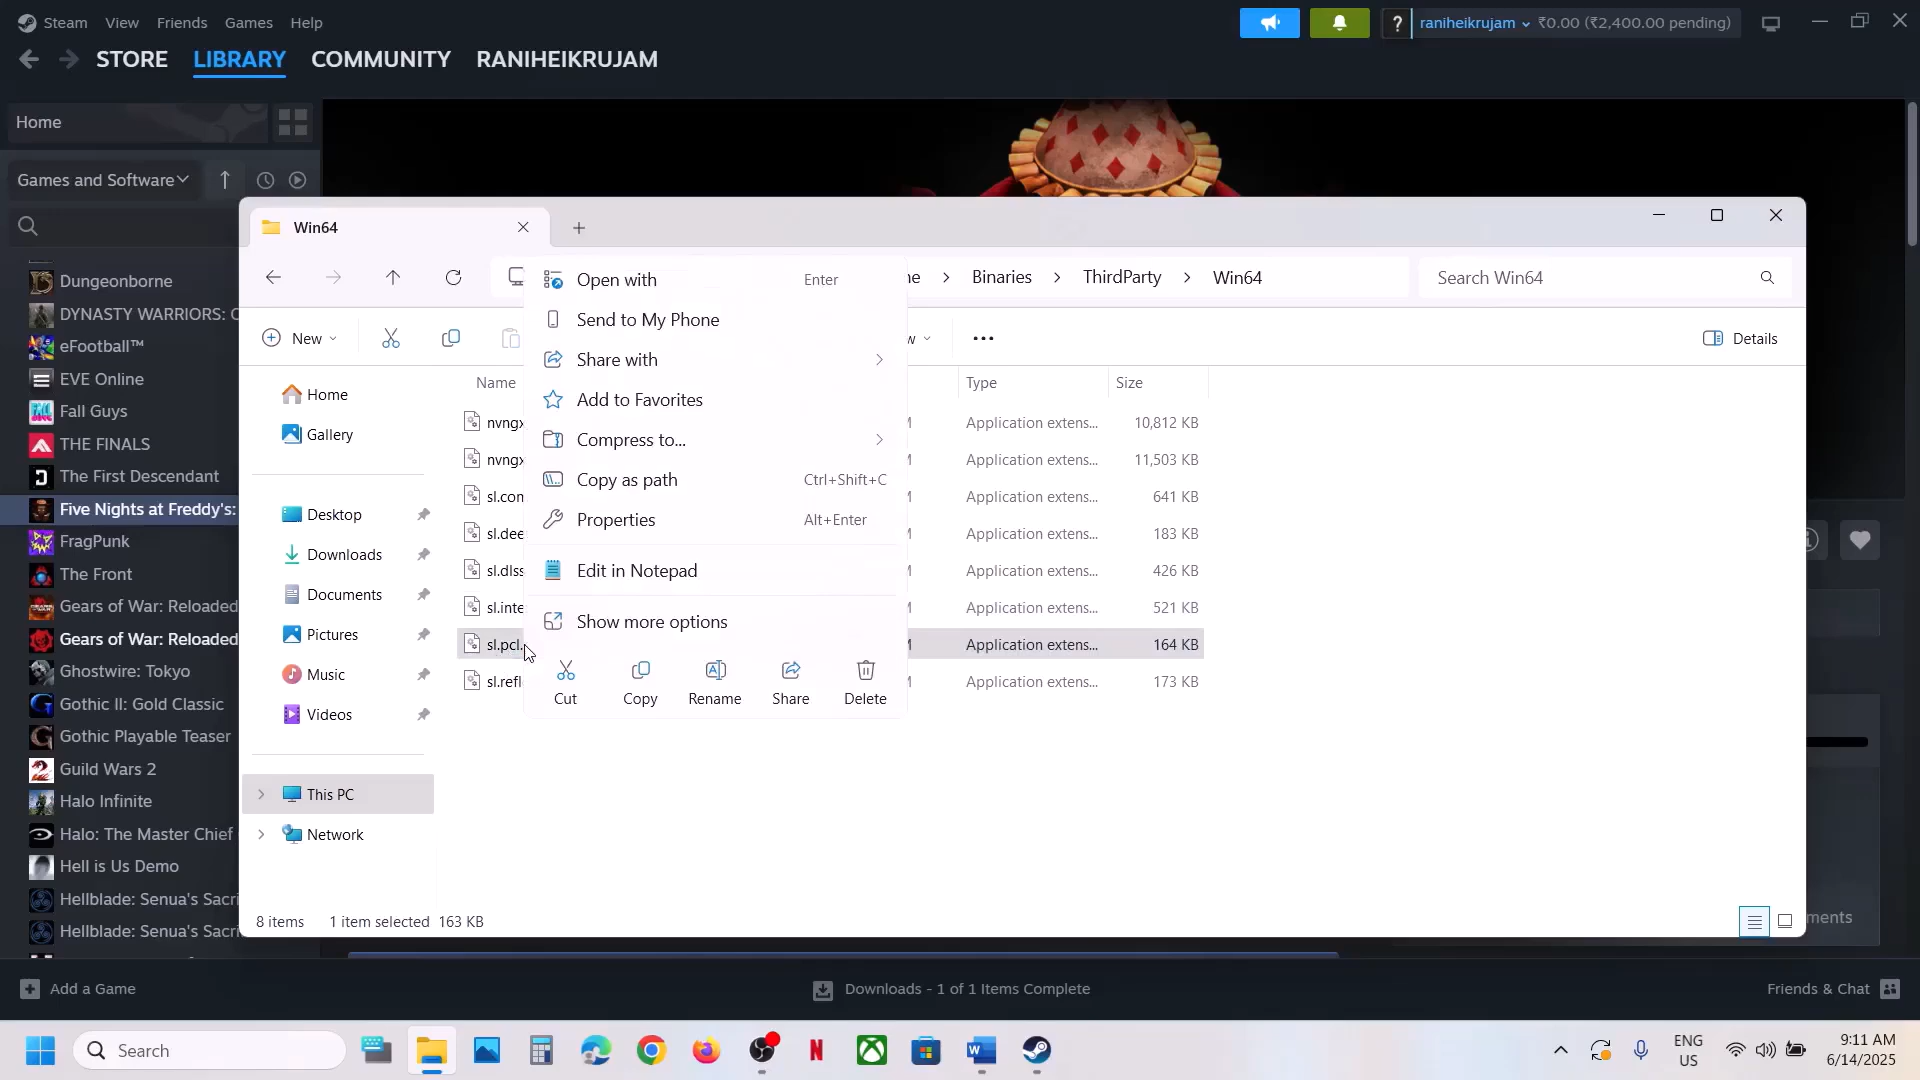 Steam View Friends Games Help
? raniheikrujam ₹0.00 (₹2,400.00 pending)
STORE LIBRARY COMMUNITY RANIHEIKRUJAM
Home
Games and Software
Dungeonborne
DYNASTY WARRIORS: O
eFootball™
EVE Online
Fall Guys
THE FINALS
The First Descendant
Five Nights at Freddy's:
FragPunk
The Front
Gears of War: Reloaded
Gears of War: Reloaded
Ghostwire: Tokyo
Gothic II: Gold Classic
Gothic Playable Teaser
Guild Wars 2
Halo Infinite
Halo: The Master Chief
Hell is Us Demo
Hellblade: Senua's Sacri
Hellblade: Senua's Sacri
Win64
ne > Binaries > ThirdParty > Win64
Search Win64
New
w
Details
Home
Gallery
Desktop
Downloads
Documents
Pictures
Music
Videos
This PC
Network
Name Type Size
nvngx Application extens... 10,812 KB
nvngx Application extens... 11,503 KB
sl.con Application extens... 641 KB
sl.dee Application extens... 183 KB
sl.dlss Application extens... 426 KB
sl.inte Application extens... 521 KB
sl.pcl. Application extens... 164 KB
sl.refl Application extens... 173 KB
Open with Enter
Send to My Phone
Share with
Add to Favorites
Compress to...
Copy as path Ctrl+Shift+C
Properties Alt+Enter
Edit in Notepad
Show more options
Cut Copy Rename Share Delete
8 items 1 item selected 163 KB
ments
Add a Game
Downloads - 1 of 1 Items Complete
Friends & Chat
Search
ENG
US
9:11 AM
6/14/2025